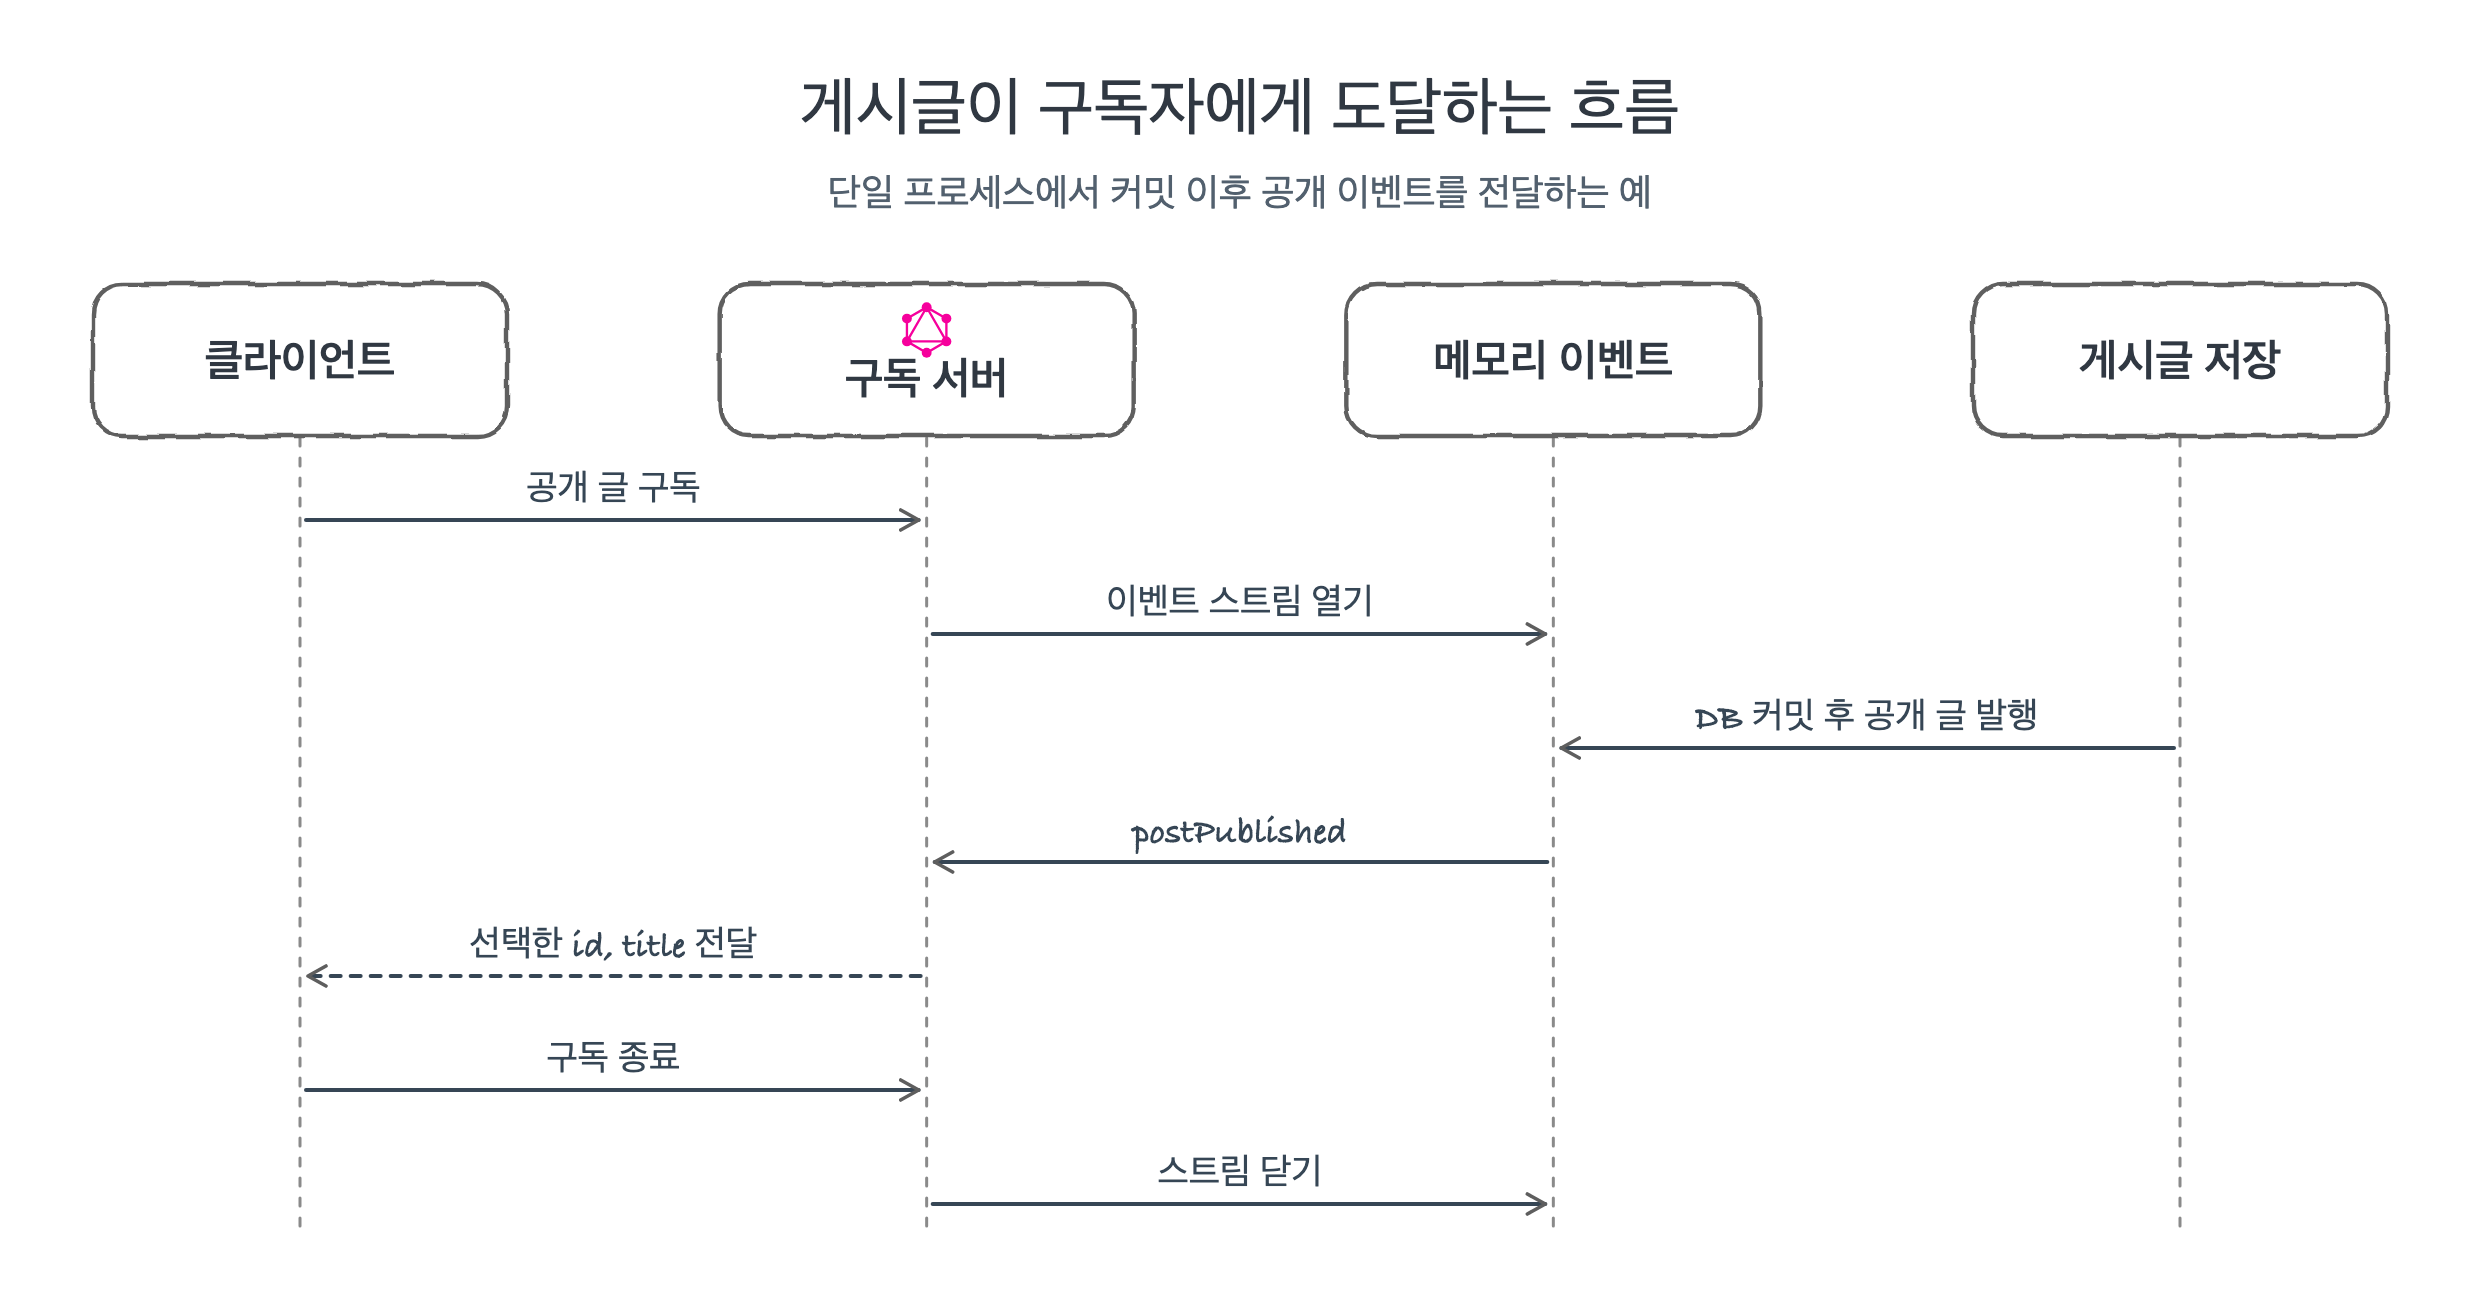 게시글이 구독자에게 도달하는 흐름
단일 프로세스에서 커밋 이후 공개 이벤트를 전달하는 예
클라이언트
구독 서버
메모리 이벤트
게시글 저장
공개 글 구독
이벤트 스트림 열기
DB 커밋 후 공개 글 발행
postPublished
선택한 id, title 전달
구독 종료
스트림 닫기